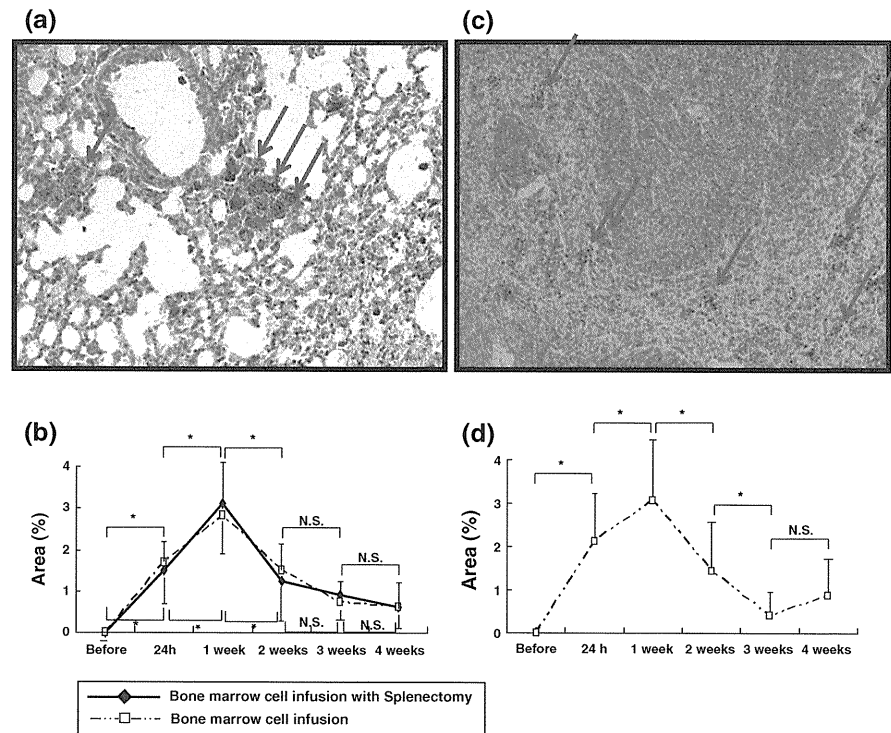 (a)
(c)
(b)
Area (%)
4
3
2
1
0
*
*
*
N.S.
N.S.
*
*
*
N.S.
N.S.
Before 24h 1 week 2 weeks 3 weeks 4 weeks
(d)
Area (%)
4
3
2
1
0
*
*
*
*
N.S.
Before 24 h 1 week 2 weeks 3 weeks 4 weeks
Bone marrow cell infusion with Splenectomy
Bone marrow cell infusion